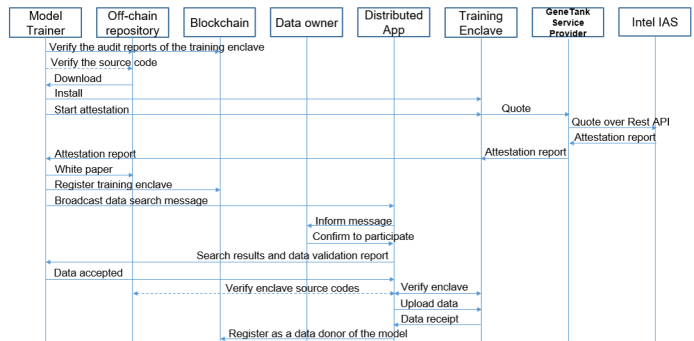 Model
Trainer
Off-chain
repository
Blockchain
Data owner
Distributed
App
Training
Enclave
GeneTank
Service
Provider
Intel IAS
Verify the audit reports of the training enclave
Verify the source code
Download
Install
Start attestation
Quote
Quote over Rest API
Attestation report
Attestation report
Attestation report
White paper
Register training enclave
Broadcast data search message
Inform message
Confirm to participate
Search results and data validation report
Data accepted
Verify enclave source codes
Verify enclave
Upload data
Data receipt
Register as a data donor of the model